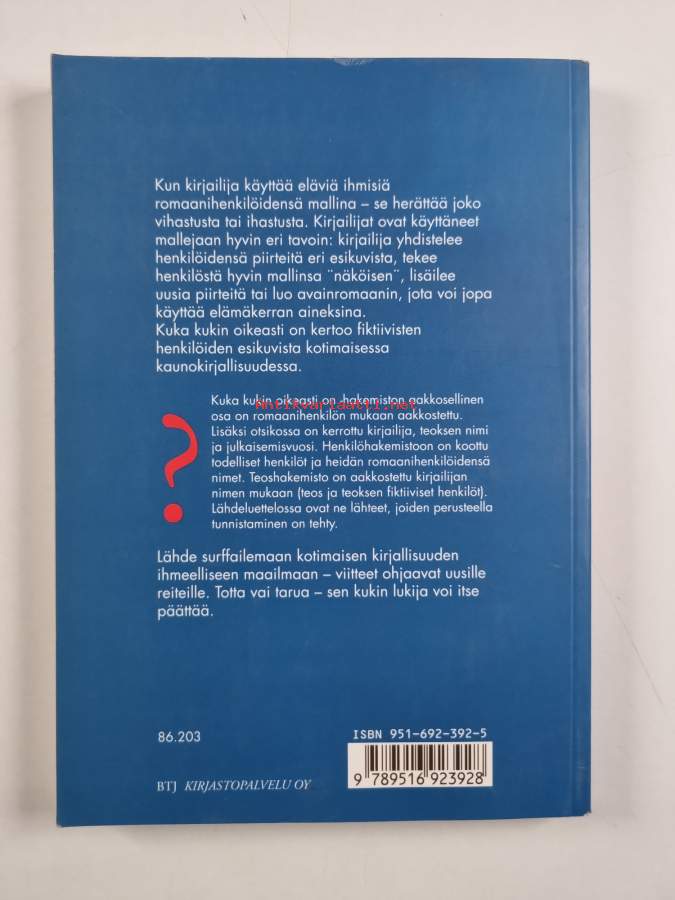 Kun kirjailija käyttää eläviä ihmisiä
romaanihenkilöidensä mallina – se herättää joko
vihastusta tai ihastusta. Kirjailijat ovat käyttäneet
mallejaan hyvin eri tavoin: kirjailija yhdistelee
henkilöidensä piirteitä eri esikuvista, tekee
henkilöstä hyvin mallinsa ¨näköisen¨, lisäilee
uusia piirteitä tai luo avainromaanin, jota voi jopa
käyttää elämäkerran aineksina.
Kuka kukin oikeasti on kertoo fiktiivisten
henkilöiden esikuvista kotimaisessa
kaunokirjallisuudessa.
?
Kuka kukin oikeasti on -hakemiston aakkosellinen
Antikvariaatti.net
osa on romaanihenkilön mukaan aakkostettu.
Lisäksi otsikossa on kerrottu kirjailija, teoksen nimi
ja julkaisemisvuosi. Henkilöhakemistoon on koottu
todelliset henkilöt ja heidän romaanihenkilöidensä
nimet. Teoshakemisto on aakkostettu kirjailijan
nimen mukaan (teos ja teoksen fiktiiviset henkilöt).
Lähdeluettelossa ovat ne lähteet, joiden perusteella
tunnistaminen on tehty.
Lähde surffailemaan kotimaisen kirjallisuuden
ihmeelliseen maailmaan – viitteet ohjaavat uusille
reiteille. Totta vai tarua – sen kukin lukija voi itse
päättää.
86.203
ISBN 951-692-392-5
9 789516 923928
BTJ KIRJASTOPALVELU OY